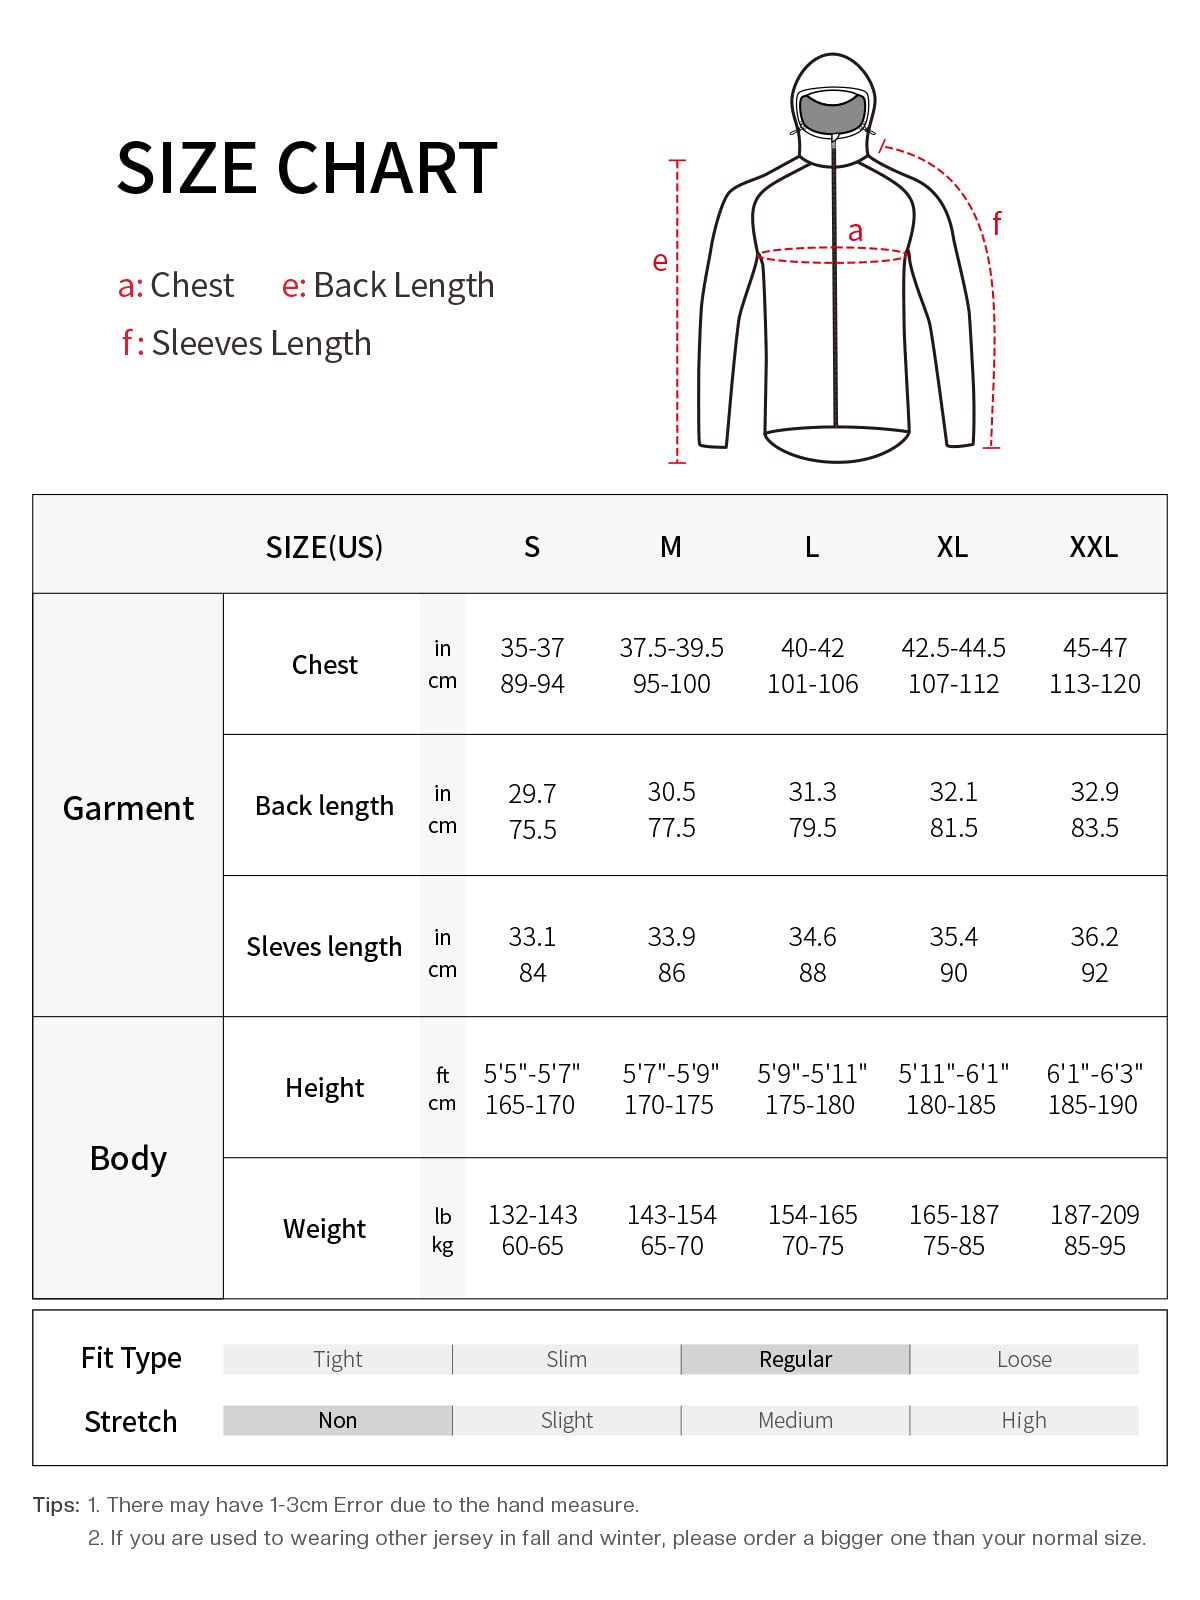 SIZE CHART
a: Chest e: Back Length
f: Sleeves Length
e
a
f
SIZE(US) S M L XL XXL
Garment
Chest
in 35-37 37.5-39.5 40-42 42.5-44.5 45-47
cm 89-94 95-100 101-106 107-112 113-120
Back length
in 29.7 30.5 31.3 32.1 32.9
cm 75.5 77.5 79.5 81.5 83.5
Sleves length
in 33.1 33.9 34.6 35.4 36.2
cm 84 86 88 90 92
Body
Height
ft 5'5"-5'7" 5'7"-5'9" 5'9"-5'11" 5'11"-6'1" 6'1"-6'3"
cm 165-170 170-175 175-180 180-185 185-190
Weight
lb 132-143 143-154 154-165 165-187 187-209
kg 60-65 65-70 70-75 75-85 85-95
Fit Type Tight Slim Regular Loose
Stretch Non Slight Medium High
Tips: 1. There may have 1-3cm Error due to the hand measure.
2. If you are used to wearing other jersey in fall and winter, please order a bigger one than your normal size.